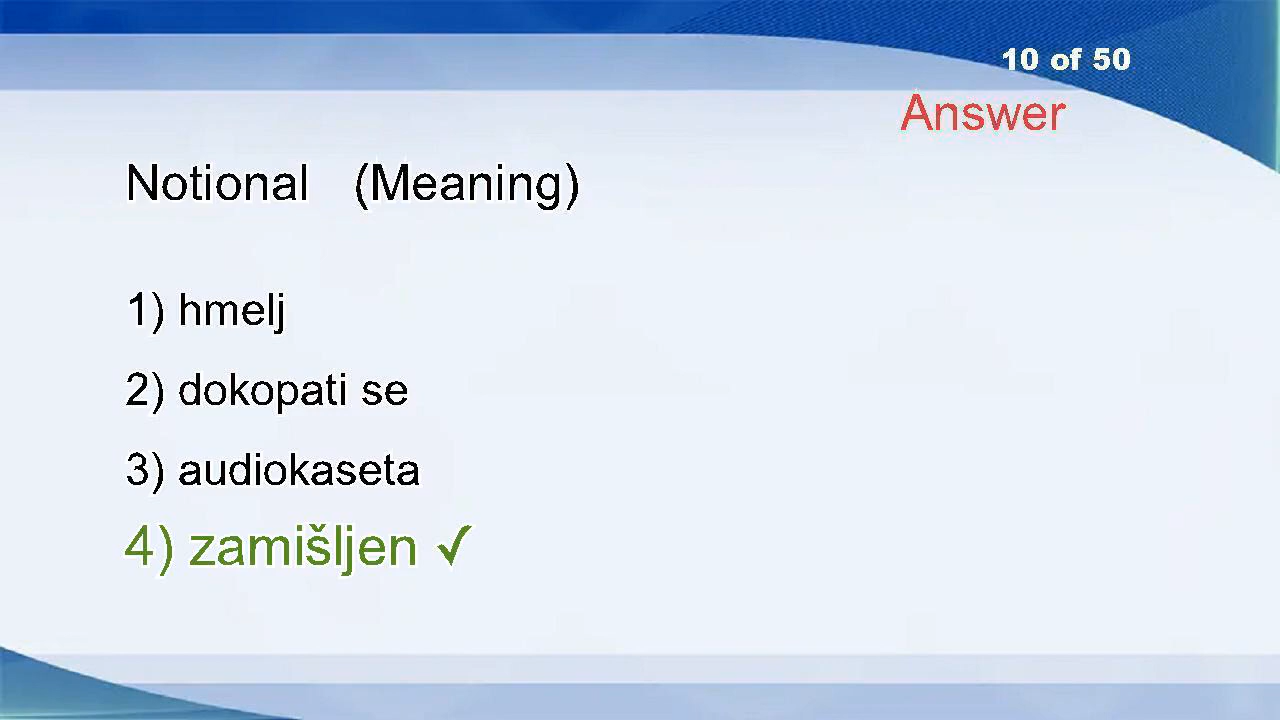 10 of 50
Answer
Notional (Meaning)
1) hmelj
2) dokopati se
3) audiokaseta
4) zamišljen ✓